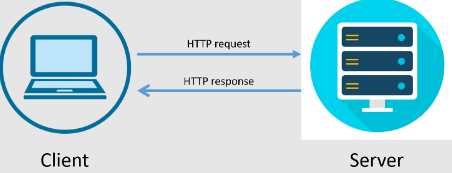 HTTP request
HTTP response
Client
Server